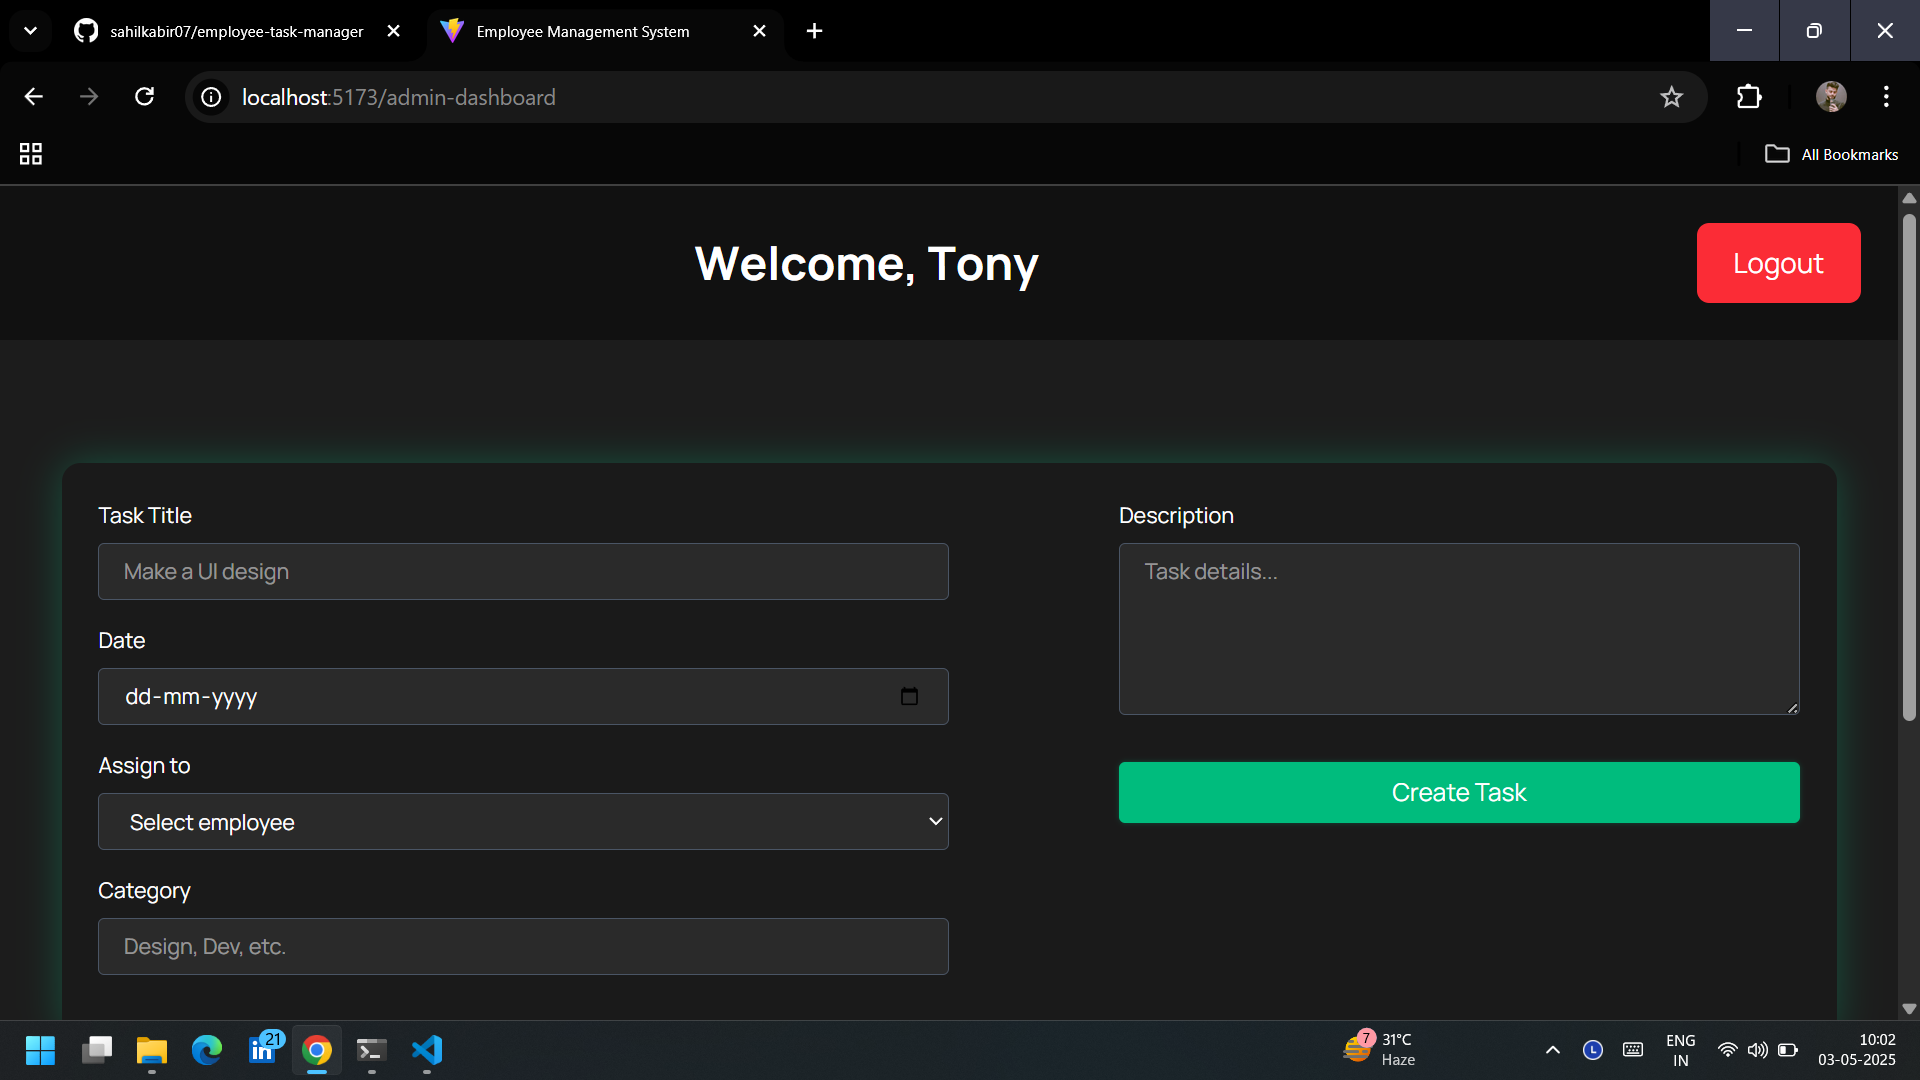 sahilkabir07/employee-task-manager
Employee Management System
localhost:5173/admin-dashboard
All Bookmarks
Welcome, Tony
Logout
Task Title
Make a UI design
Date
dd-mm-yyyy
Assign to
Select employee
Category
Design, Dev, etc.
Description
Task details...
Create Task
21
in
7
31°C
Haze
L
ENG
IN
10:02
03-05-2025